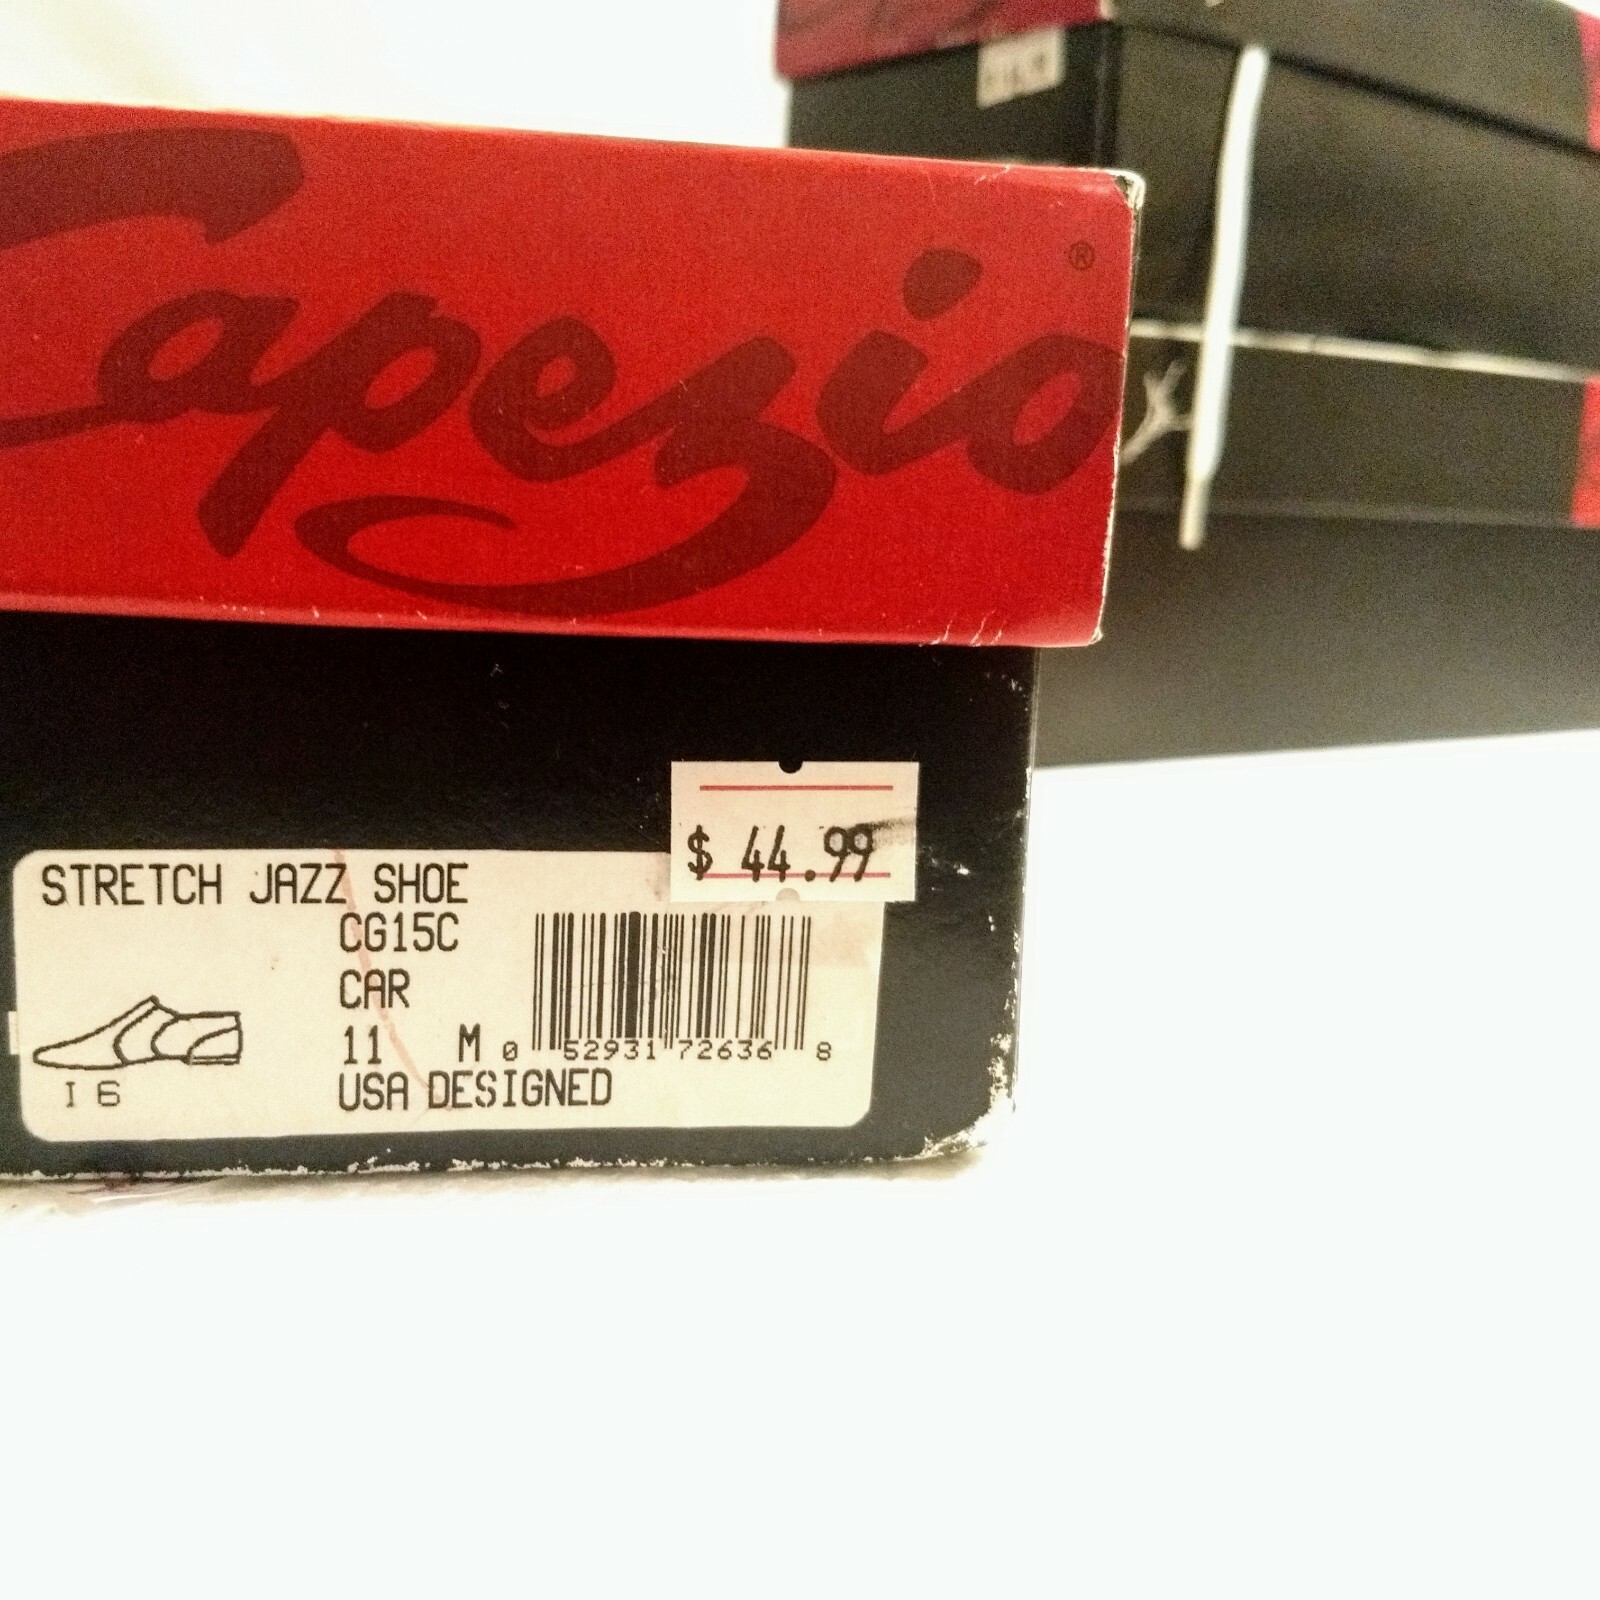 Capezio®
$ 44.99
STRETCH JAZZ SHOE
CG15C
CAR
11 M
0 52931 72636 8
I 6
USA DESIGNED